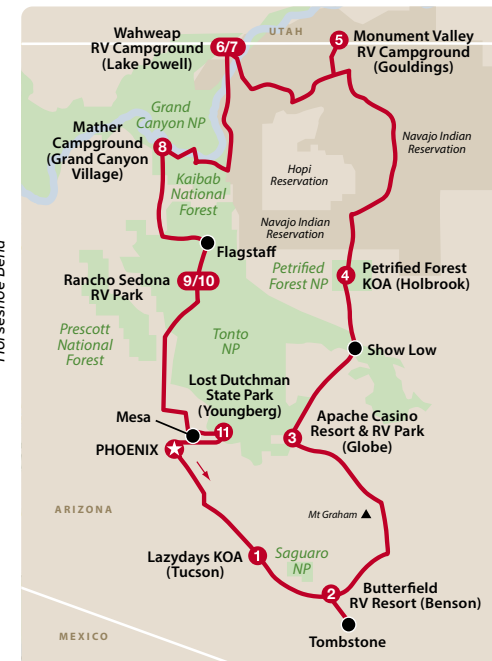 Wahweap
RV Campground
(Lake Powell)
6/7
UTAH
5
Monument Valley
RV Campground
(Gouldings)
Grand
Canyon NP
Mather
Campground
(Grand Canyon
Village)
8
Navajo Indian
Reservation
Hopi
Reservation
Kaibab
National
Forest
Navajo Indian
Reservation
Horseshoe Bend
Flagstaff
Rancho Sedona
RV Park
9/10
Petrified
Forest NP
4
Petrified Forest
KOA (Holbrook)
Prescott
National
Forest
Tonto
NP
Show Low
Lost Dutchman
State Park
(Youngberg)
Mesa
11
PHOENIX
3
Apache Casino
Resort & RV Park
(Globe)
ARIZONA
Mt Graham
Lazydays KOA
(Tucson)
1
Saguaro
NP
2
Butterfield
RV Resort (Benson)
Tombstone
MEXICO